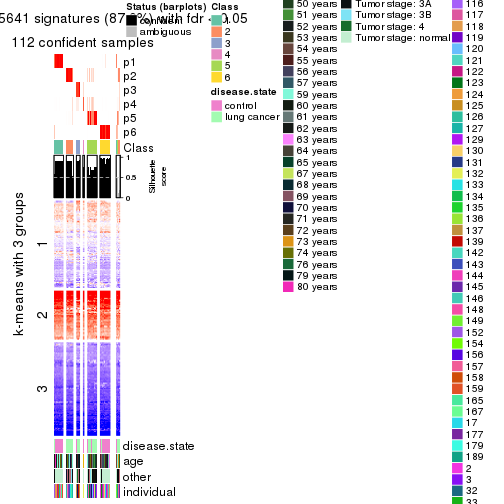 5641 signatures with fdr < 0.05
112 confident samples
p1
p2
p3
p4
p5
p6
Class
1
0.5
0
Silhouette
score
k-means with 3 groups
1
2
3
disease.state
age
other
individual
Status (barplots)
confident
ambiguous
Class
1
2
3
4
5
6
disease.state
control
lung cancer
50 years
51 years
52 years
53 years
54 years
55 years
56 years
57 years
59 years
60 years
61 years
62 years
63 years
64 years
65 years
67 years
68 years
69 years
70 years
71 years
72 years
73 years
74 years
76 years
79 years
80 years
Tumor stage: 3A
Tumor stage: 3B
Tumor stage: 4
Tumor stage: normal
116
117
118
119
120
121
122
123
124
125
126
127
129
130
131
132
133
134
135
136
137
139
142
143
144
145
146
148
149
152
154
156
157
158
159
165
167
17
177
179
189
2
3
32
33